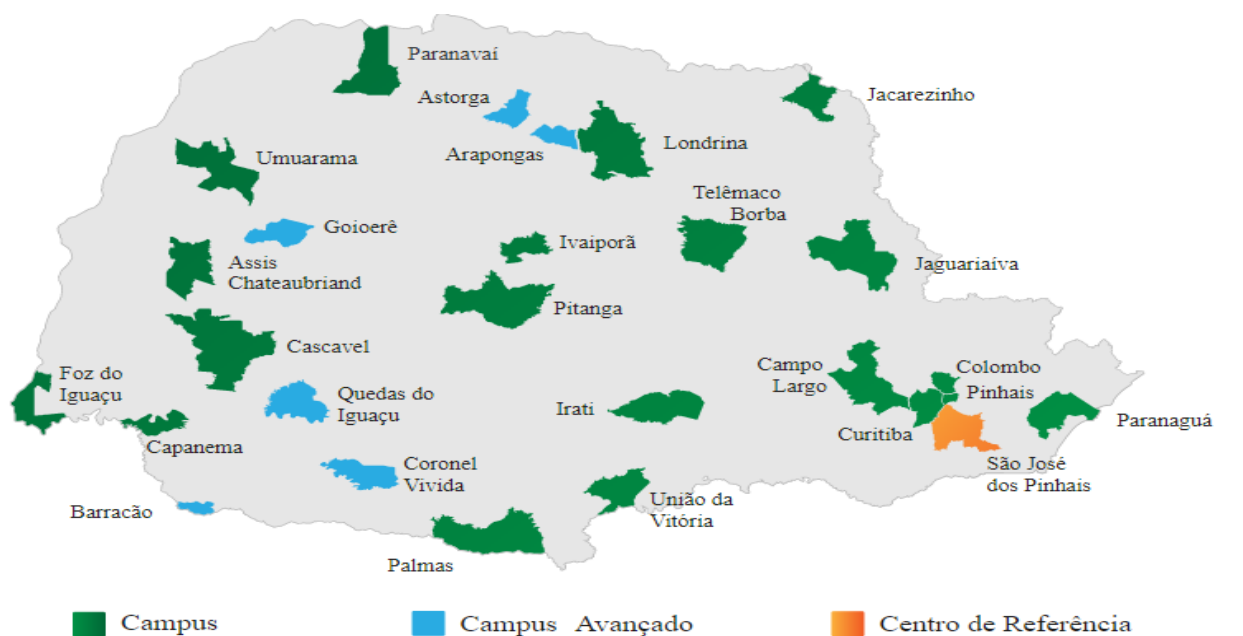 Paranavaí
Astorga
Jacarezinho
Arapongas
Londrina
Umuarama
Telêmaco
Borba
Goioerê
Ivaiporã
Assis
Chateaubriand
Jaguariaíva
Pitanga
Cascavel
Foz do
Iguaçu
Quedas do
Iguaçu
Campo
Largo
Colombo
Pinhais
Irati
Curitiba
Paranaguá
Capanema
Coronel
Vivida
São José
dos Pinhais
Barracão
União da
Vitória
Palmas
Campus
Campus Avançado
Centro de Referência